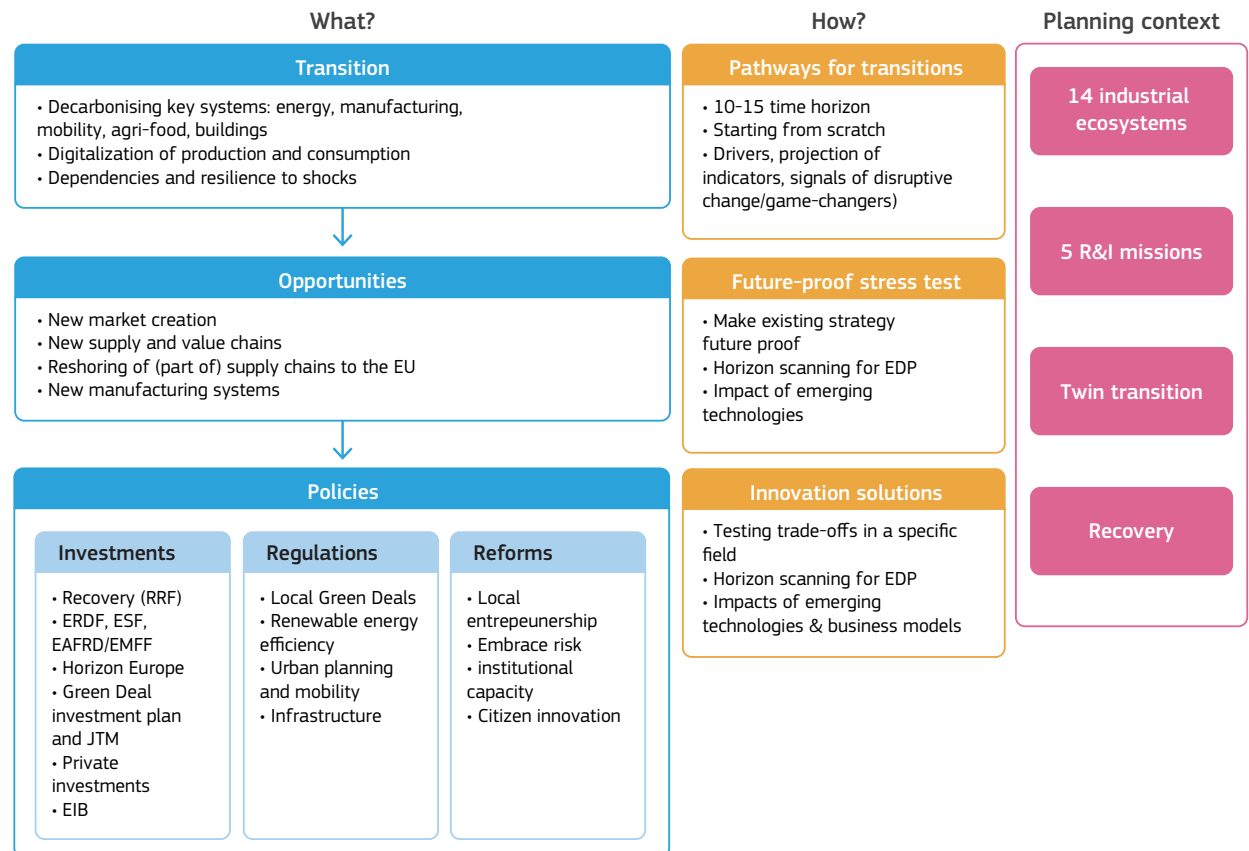 What?
Transition
• Decarbonising key systems: energy, manufacturing,
mobility, agri-food, buildings
• Digitalization of production and consumption
• Dependencies and resilience to shocks
Opportunities
• New market creation
• New supply and value chains
• Reshoring of (part of) supply chains to the EU
• New manufacturing systems
Policies
Investments
• Recovery (RRF)
• ERDF, ESF,
EAFRD/EMFF
• Horizon Europe
• Green Deal
investment plan
and JTM
• Private
investments
• EIB
Regulations
• Local Green Deals
• Renewable energy
efficiency
• Urban planning
and mobility
• Infrastructure
Reforms
• Local
entrepeunership
• Embrace risk
• institutional
capacity
• Citizen innovation
How?
Pathways for transitions
• 10-15 time horizon
• Starting from scratch
• Drivers, projection of
indicators, signals of disruptive
change/game-changers)
Future-proof stress test
• Make existing strategy
future proof
• Horizon scanning for EDP
• Impact of emerging
technologies
Innovation solutions
• Testing trade-offs in a specific
field
• Horizon scanning for EDP
• Impacts of emerging
technologies & business models
Planning context
14 industrial
ecosystems
5 R&I missions
Twin transition
Recovery